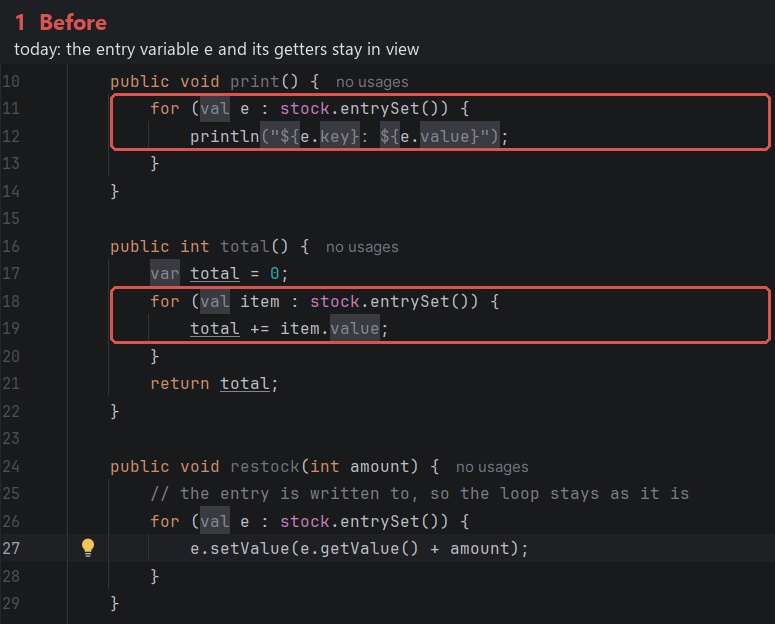 1 Before
today: the entry variable e and its getters stay in view
10 public void print() { no usages
11 for (val e : stock.entrySet()) {
12 println("${e.key}: ${e.value}");
13 }
14 }
15
16 public int total() { no usages
17 var total = 0;
18 for (val item : stock.entrySet()) {
19 total += item.value;
20 }
21 return total;
22 }
23
24 public void restock(int amount) { no usages
25 // the entry is written to, so the loop stays as it is
26 for (val e : stock.entrySet()) {
27 e.setValue(e.getValue() + amount);
28 }
29 }